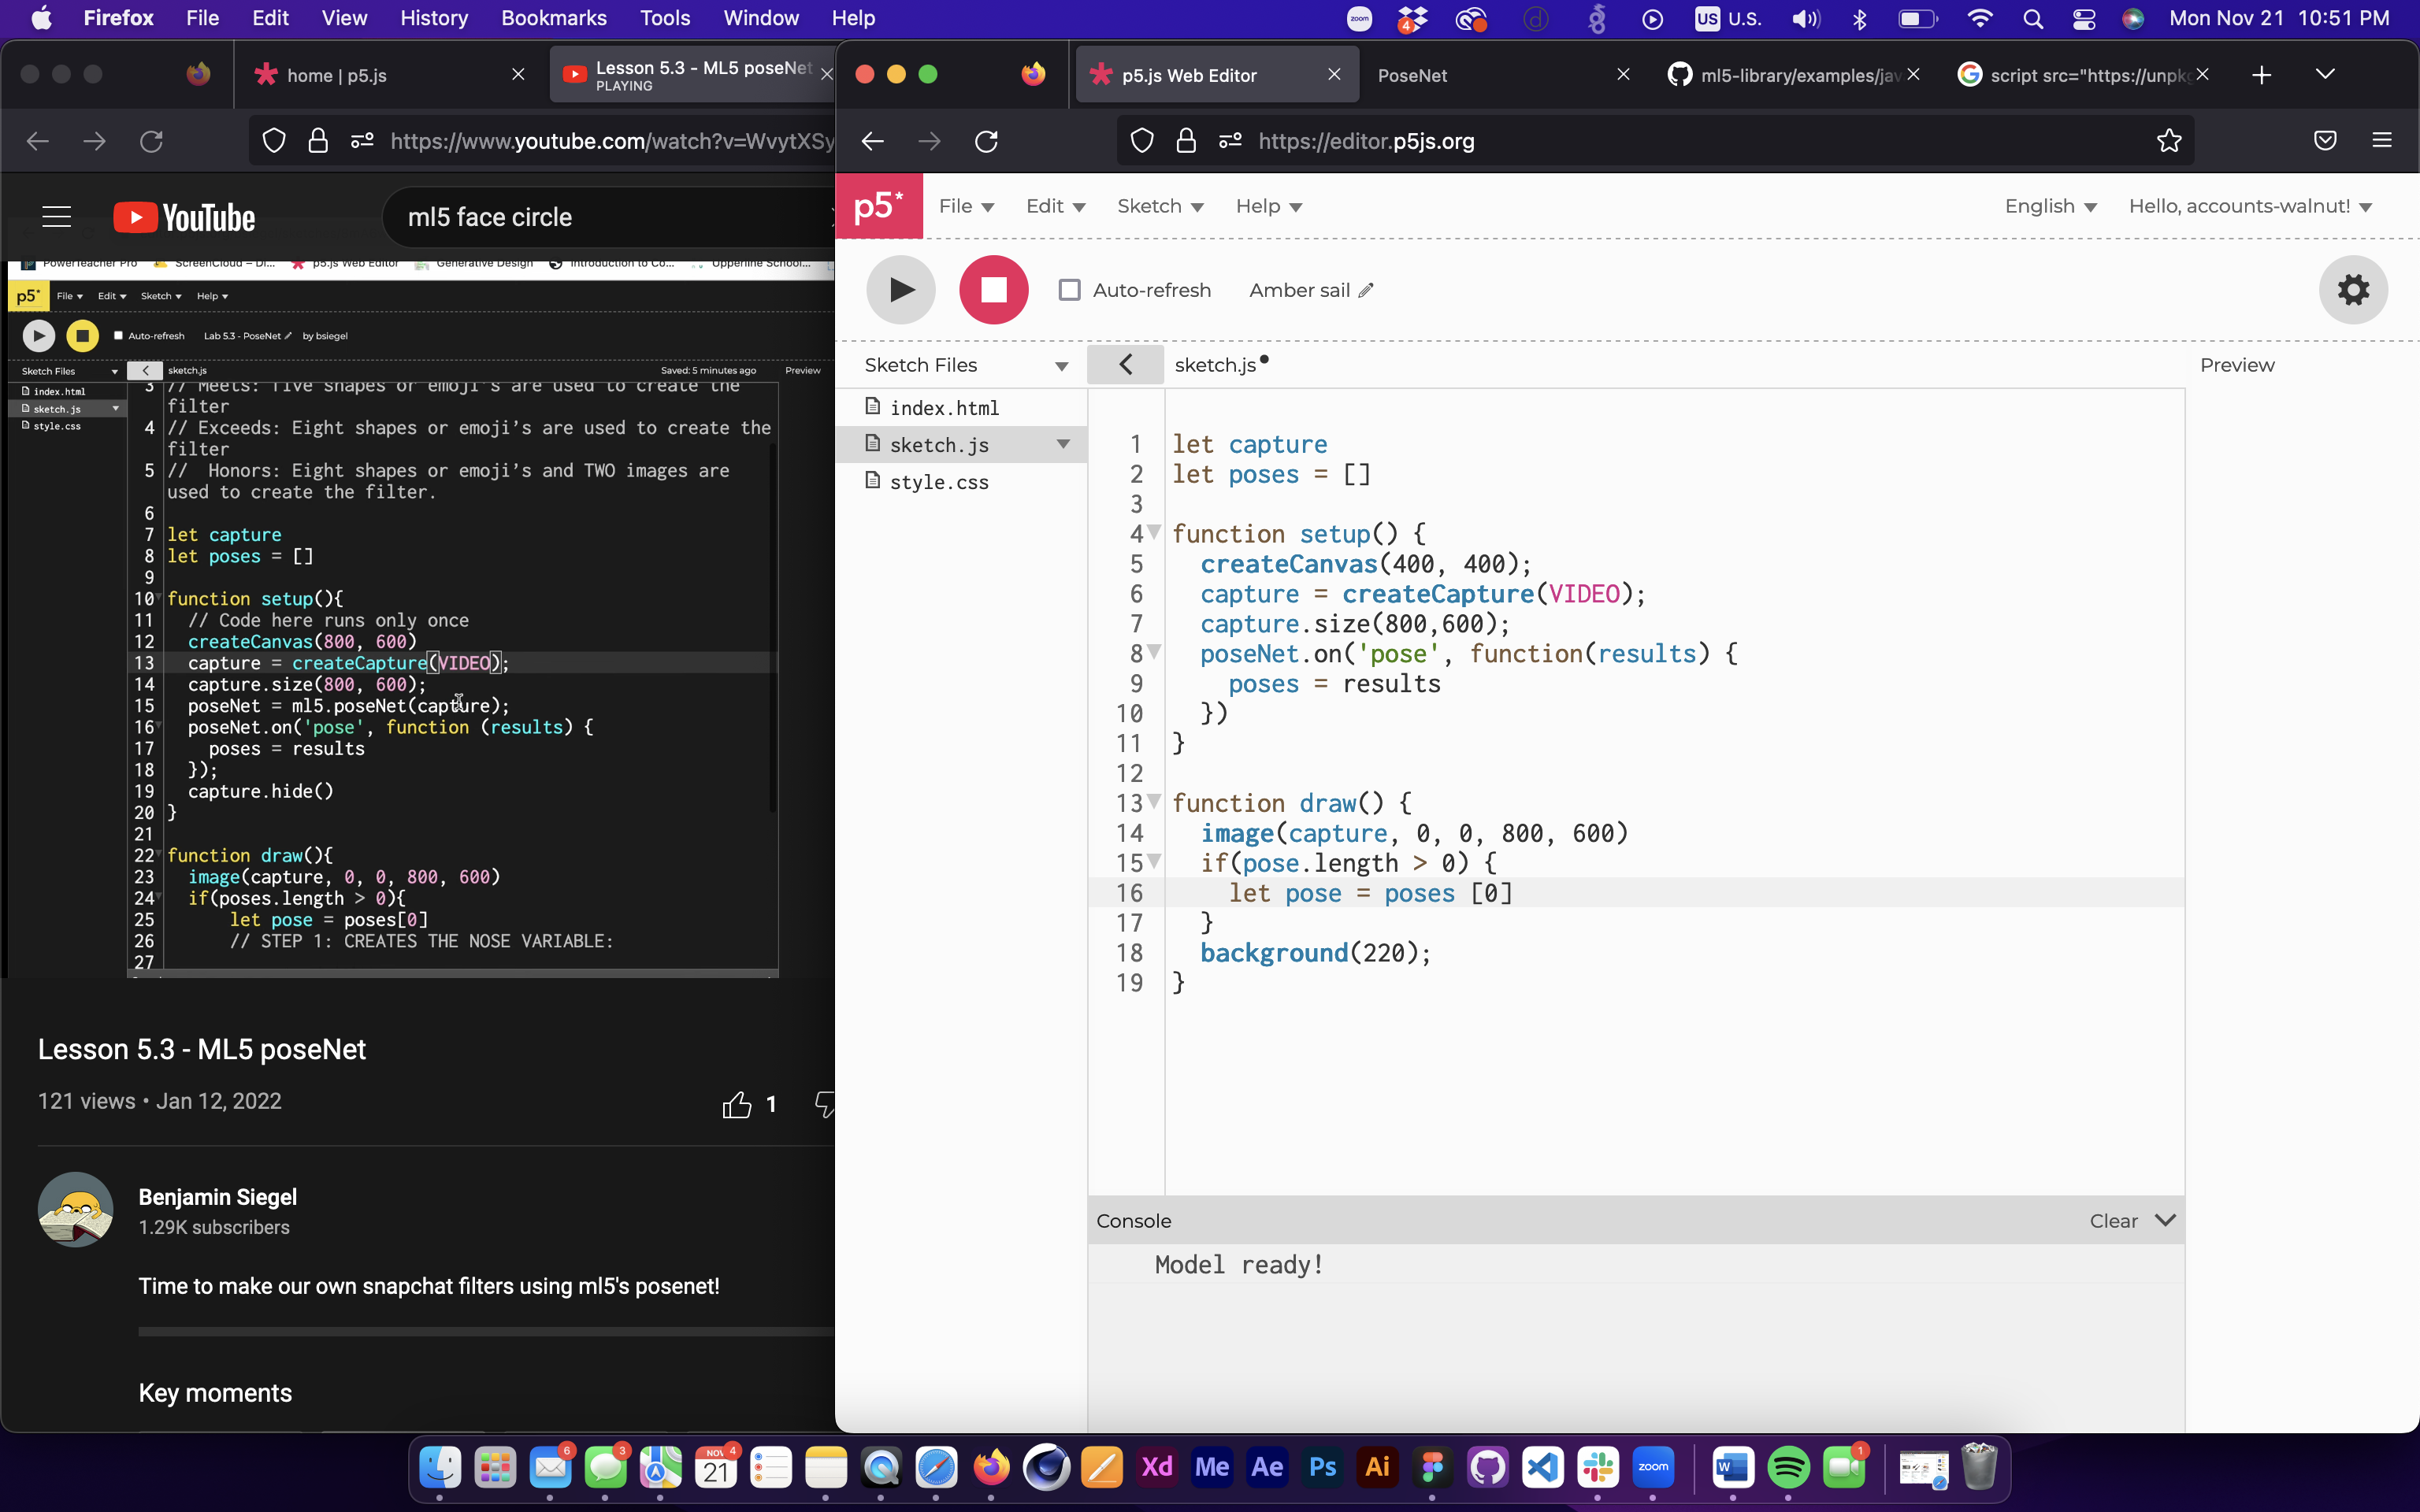 Firefox File Edit View History Bookmarks Tools Window Help
zoom 4 US U.S. Mon Nov 21 10:51 PM
home | p5.js
Lesson 5.3 - ML5 poseNet
PLAYING
https://www.youtube.com/watch?v=WvytXSy
YouTube
ml5 face circle
PowerTeacher Pro ScreenCloud – Di... p5.js Web Editor Generative Design Introduction to Co... Upperline School...
p5* File Edit Sketch Help
Auto-refresh Lab 5.3 - PoseNet by bsiegel
Sketch Files sketch.js Saved: 5 minutes ago Preview
index.html
sketch.js
style.css
3 // Meets: five shapes or emoji's are used to create the
filter
4 // Exceeds: Eight shapes or emoji's are used to create the
filter
5 //  Honors: Eight shapes or emoji's and TWO images are
used to create the filter.
6
7 let capture
8 let poses = []
9
10 function setup(){
11 // Code here runs only once
12 createCanvas(800, 600)
13 capture = createCapture(VIDEO);
14 capture.size(800, 600);
15 poseNet = ml5.poseNet(capture);
16 poseNet.on('pose', function (results) {
17 poses = results
18 });
19 capture.hide()
20 }
21
22 function draw(){
23 image(capture, 0, 0, 800, 600)
24 if(poses.length > 0){
25 let pose = poses[0]
26 // STEP 1: CREATES THE NOSE VARIABLE:
27
Lesson 5.3 - ML5 poseNet
121 views • Jan 12, 2022
1
Benjamin Siegel
1.29K subscribers
Time to make our own snapchat filters using ml5's posenet!
Key moments
p5.js Web Editor
PoseNet
ml5-library/examples/jav
script src="https://unpkg
https://editor.p5js.org
p5* File Edit Sketch Help
English Hello, accounts-walnut!
Auto-refresh Amber sail
Sketch Files
sketch.js
Preview
index.html
sketch.js
style.css
1 let capture
2 let poses = []
3
4 function setup() {
5 createCanvas(400, 400);
6 capture = createCapture(VIDEO);
7 capture.size(800,600);
8 poseNet.on('pose', function(results) {
9 poses = results
10 })
11 }
12
13 function draw() {
14 image(capture, 0, 0, 800, 600)
15 if(pose.length > 0) {
16 let pose = poses [0]
17 }
18 background(220);
19 }
Console
Clear
Model ready!
6 3 NOV 21 4 Xd Me Ae Ps Ai zoom W 1